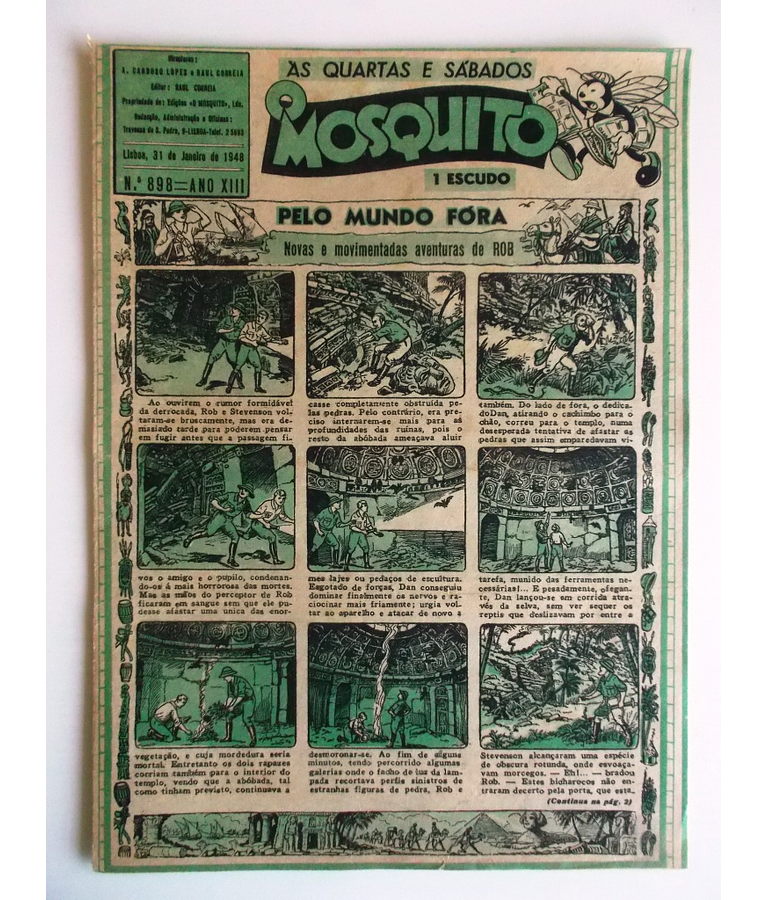 Directores:
A. CARDOSO LOPES e RAUL CORREIA
Editor: RAUL CORREIA
Propriedade de: Edições «O MOSQUITO», Lda.
Redacção, Administração e Oficinas:
Travessa de S. Pedro, 9-LISBOA-Telef.
Lisboa, 31 de Janeiro de 1948
N.º 898=ANO XIII
ÀS QUARTAS E SÁBADOS
O MOSQUITO
1 ESCUDO
PELO MUNDO FÓRA
Novas e movimentadas aventuras de ROB
Ao ouvirem o rumor formidável
da derrocada, Rob e Stevenson vol-
taram-se bruscamente, mas era de-
masiado tarde para poderem pensar
em fugir antes que a passagem fi-
casse completamente obstruída pe-
las pedras. Pelo contrário, era pre-
ciso internarem-se mais para as
profundidades das ruínas, pois o
resto da abóbada ameaçava aluir
também. Do lado de fora, o dedica-
do Dan, atirando o cachimbo para o
chão, correu para o templo, numa
desesperada tentativa de afastar as
pedras que assim emparedavam vi-
vos o amigo e o pupilo, condenan-
do-os á mais horrorosa das mortes.
Mas as mãos do perceptor de Rob
ficaram em sangue sem que ele pu-
desse afastar uma unica das enor-
mes lajes ou pedaços de escultura.
Esgotado de forças, Dan conseguiu
dominar finalmente os nervos e ra-
ciocinar mais friamente; urgia vol-
tar ao aparelho e atacar de novo a
tarefa, munido das ferramentas ne-
cessárias!... E pesadamente, ofegan-
te, Dan lançou-se em corrida atra-
vés da selva, sem ver sequer os
reptis que deslizavam por entre a
vegetação, e cuja mordedura seria
mortal. Entretanto os dois rapazes
corriam também para o interior do
templo, vendo que a abóbada, tal
como tinham previsto, continuava a
desmoronar-se. Ao fim de alguns
minutos, tendo percorrido algumas
galerias onde o facho de luz da lam-
pada recortava perfis sinistros de
estranhas figuras de pedra, Rob e
Stevenson alcançaram uma espécie
de obscura rotunda, onde esvoaça-
vam morcegos. — Eh!... — bradou
Rob. — Estes bicharocos não en-
traram decerto pela porta, que esta,
(Continua na pág. 2)